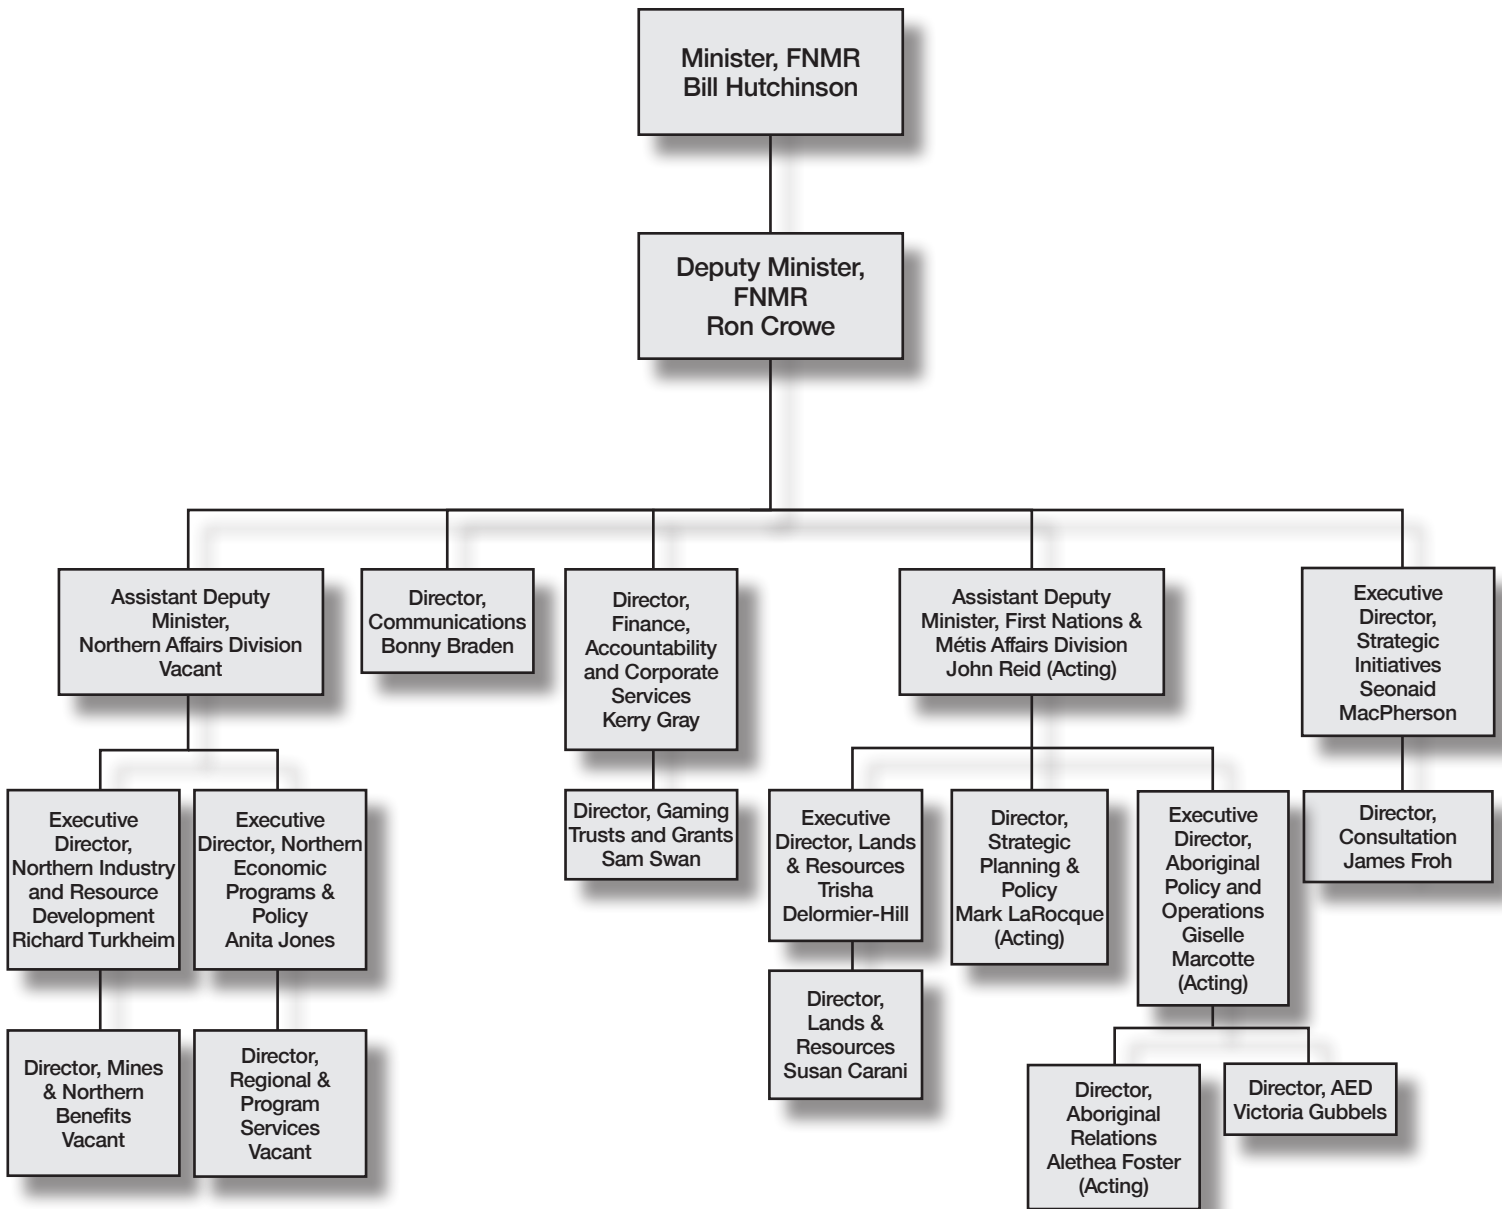 Minister, FNMR
Bill Hutchinson
Deputy Minister,
FNMR
Ron Crowe
Assistant Deputy
Minister,
Northern Affairs Division
Vacant
Director,
Communications
Bonny Braden
Director,
Finance,
Accountability
and Corporate
Services
Kerry Gray
Assistant Deputy
Minister, First Nations &
Métis Affairs Division
John Reid (Acting)
Executive
Director,
Strategic
Initiatives
Seonaid
MacPherson
Executive
Director,
Northern Industry
and Resource
Development
Richard Turkheim
Executive
Director, Northern
Economic
Programs &
Policy
Anita Jones
Director, Gaming
Trusts and Grants
Sam Swan
Executive
Director, Lands
& Resources
Trisha
Delormier-Hill
Director,
Strategic
Planning &
Policy
Mark LaRocque
(Acting)
Executive
Director,
Aboriginal
Policy and
Operations
Giselle
Marcotte
(Acting)
Director,
Consultation
James Froh
Director, Mines
& Northern
Benefits
Vacant
Director,
Regional &
Program
Services
Vacant
Director,
Lands &
Resources
Susan Carani
Director,
Aboriginal
Relations
Alethea Foster
(Acting)
Director, AED
Victoria Gubbels